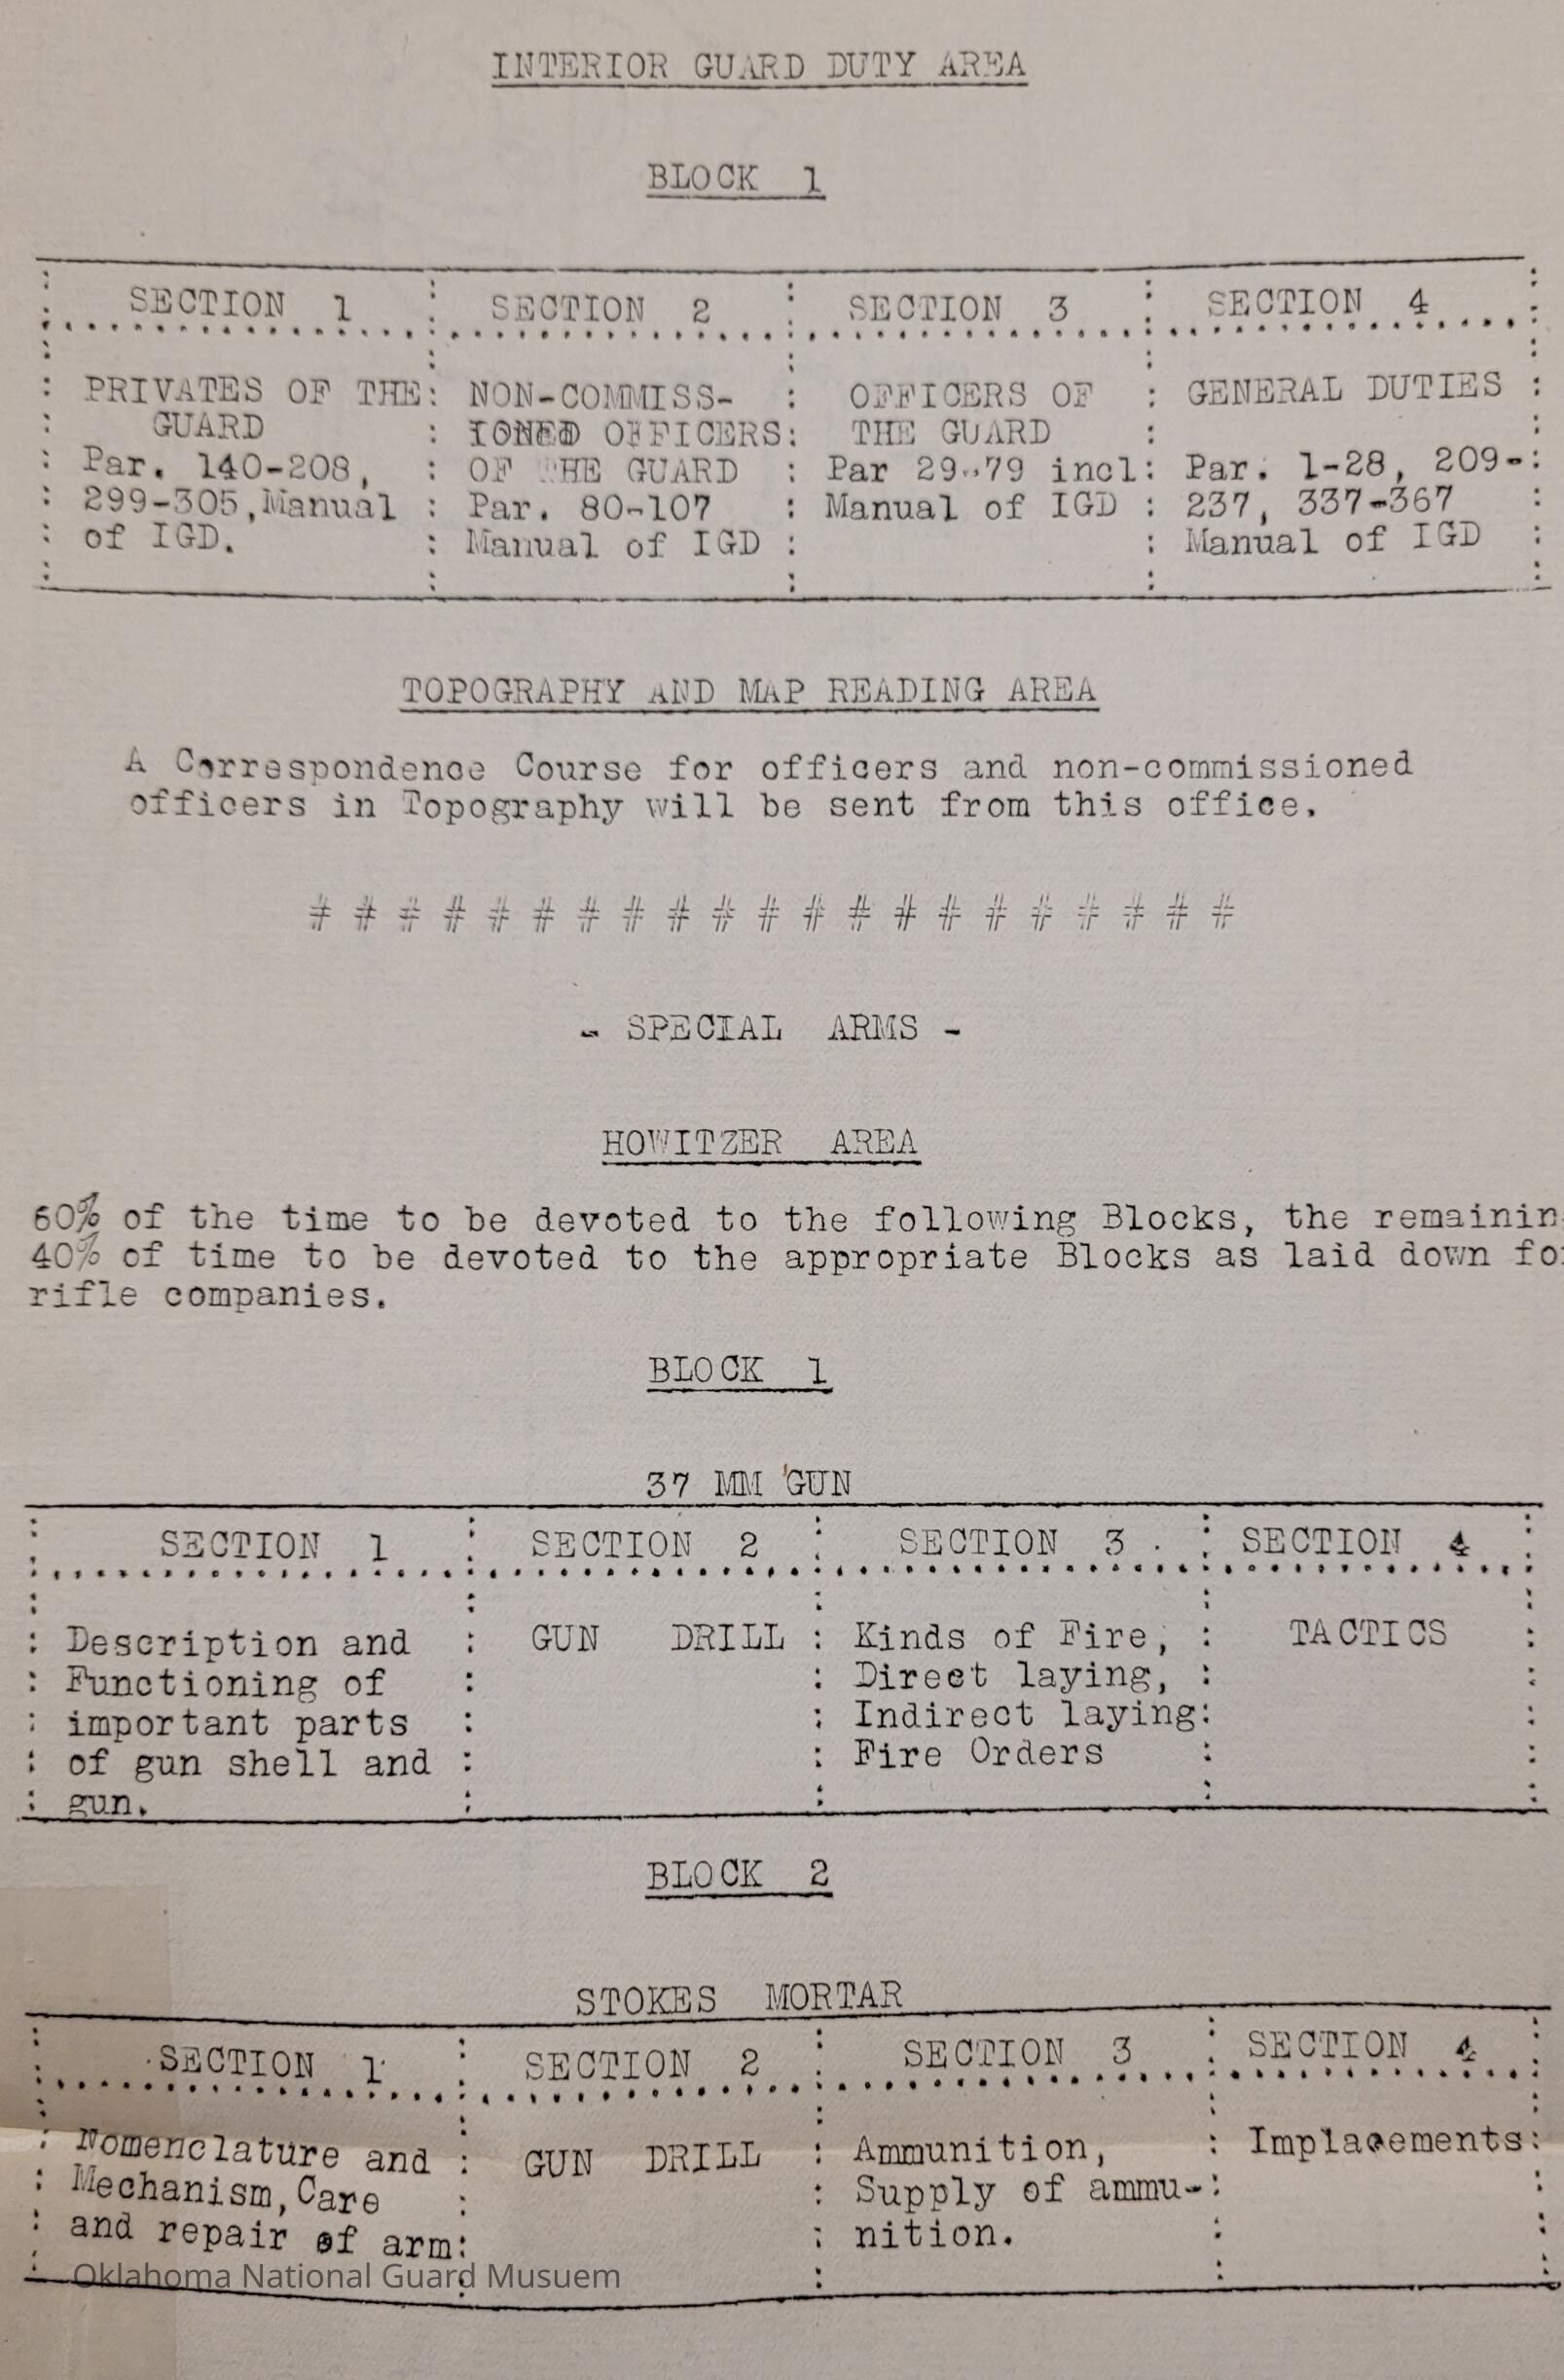 INTERIOR GUARD DUTY AREA
BLOCK 1
SECTION 1 : SECTION 2 : SECTION 3 : SECTION 4
PRIVATES OF THE : NON-COMMISS- : OFFICERS OF : GENERAL DUTIES :
GUARD : IONED OFFICERS : THE GUARD :
Par. 140-208, : OF THE GUARD : Par 29-79 incl : Par. 1-28, 209- :
299-305, Manual : Par. 80-107 : Manual of IGD : 237, 337-367 :
of IGD. : Manual of IGD : : Manual of IGD :
TOPOGRAPHY AND MAP READING AREA
A Correspondence Course for officers and non-commissioned
officers in Topography will be sent from this office.
# # # # # # # # # # # # # # # # # # # # #
- SPECIAL ARMS -
HOWITZER AREA
60% of the time to be devoted to the following Blocks, the remainin
40% of time to be devoted to the appropriate Blocks as laid down fo
rifle companies.
BLOCK 1
37 MM GUN
SECTION 1 : SECTION 2 : SECTION 3 : SECTION 4
: Description and : GUN DRILL : Kinds of Fire, : TACTICS :
: Functioning of : : Direct laying, :
: important parts : : Indirect laying:
: of gun shell and : : Fire Orders :
: gun.
BLOCK 2
STOKES MORTAR
SECTION 1 : SECTION 2 : SECTION 3 : SECTION 4
: Nomenclature and : GUN DRILL : Ammunition, : Implacements:
: Mechanism, Care : : Supply of ammu-:
: and repair of arm: : nition. :
Oklahoma National Guard Musuem